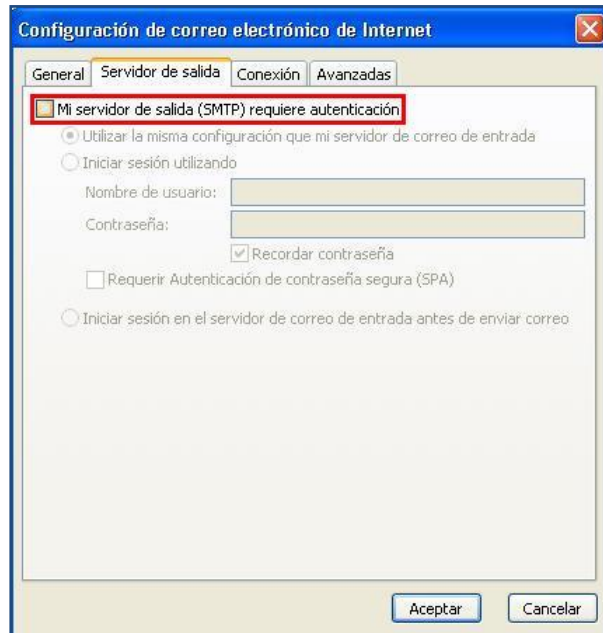 Configuración de correo electrónico de Internet
General Servidor de salida Conexión Avanzadas
Mi servidor de salida (SMTP) requiere autenticación
Utilizar la misma configuración que mi servidor de correo de entrada
Iniciar sesión utilizando
Nombre de usuario:
Contraseña:
Recordar contraseña
Requerir Autenticación de contraseña segura (SPA)
Iniciar sesión en el servidor de correo de entrada antes de enviar correo
Aceptar Cancelar